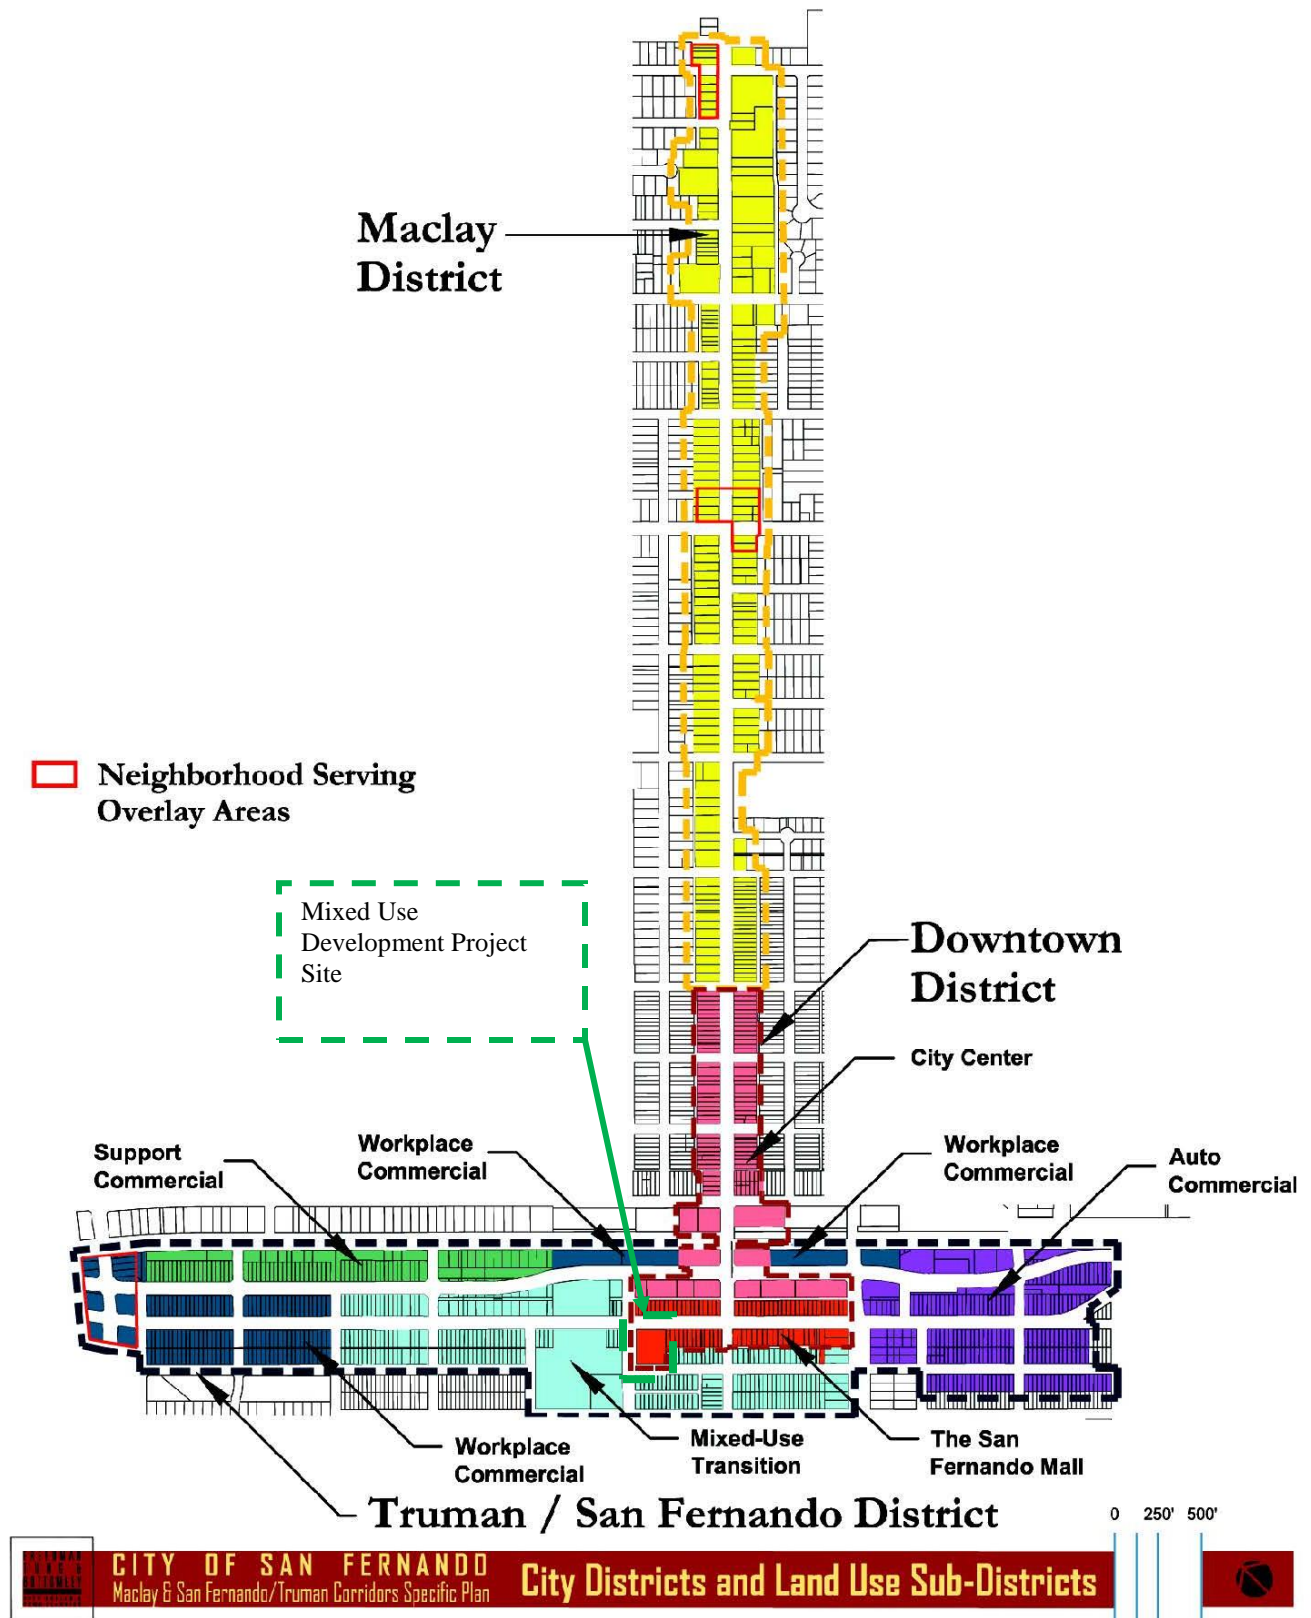 Maclay
District
Neighborhood Serving
Overlay Areas
Mixed Use
Development Project
Site
Downtown
District
City Center
Support
Commercial
Workplace
Commercial
Workplace
Commercial
Auto
Commercial
Workplace
Commercial
Mixed-Use
Transition
The San
Fernando Mall
Truman / San Fernando District
0 250' 500'
CITY OF SAN FERNANDO
Maclay & San Fernando/Truman Corridors Specific Plan
City Districts and Land Use Sub-Districts